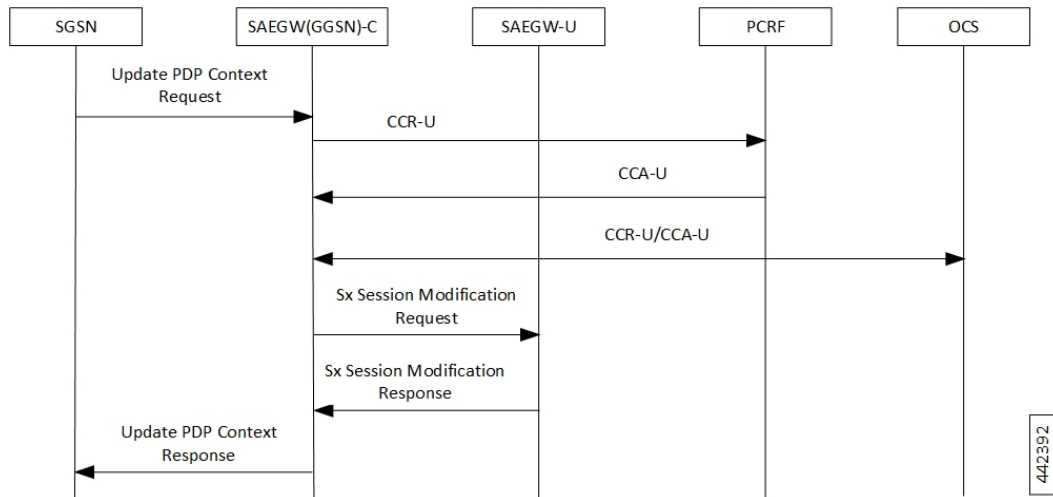 SGSN
SAEGW(GGSN)-C
SAEGW-U
PCRF
OCS
Update PDP Context
Request
CCR-U
CCA-U
CCR-U/CCA-U
Sx Session Modification
Request
Sx Session Modification
Response
Update PDP Context
Response
442392